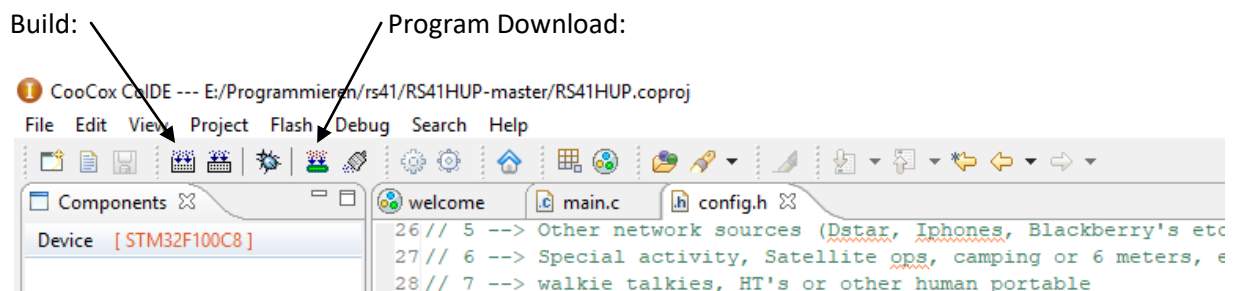 Build: Program Download:
CooCox CoIDE --- E:/Programmieren/rs41/RS41HUP-master/RS41HUP.coproj
File Edit View Project Flash Debug Search Help
Components
welcome main.c config.h
Device [ STM32F100C8 ]
26// 5 --> Other network sources (Dstar, Iphones, Blackberry's etc
27// 6 --> Special activity, Satellite ops, camping or 6 meters, e
28// 7 --> walkie talkies, HT's or other human portable